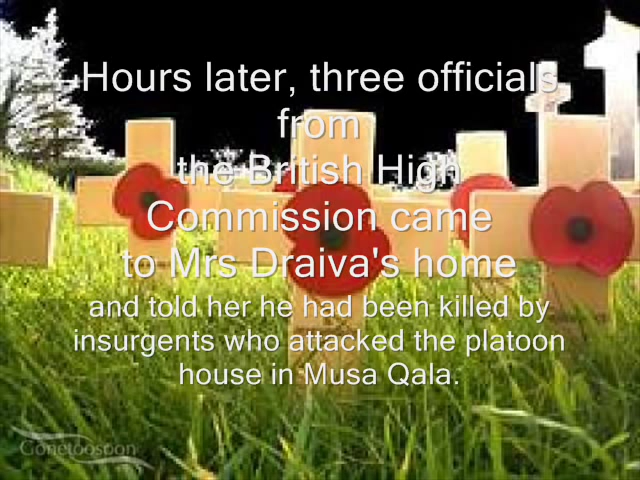 Hours later, three officials
from
the British High
Commission came
to Mrs Draiva's home
and told her he had been killed by
insurgents who attacked the platoon
house in Musa Qala.
Gonetoosoon